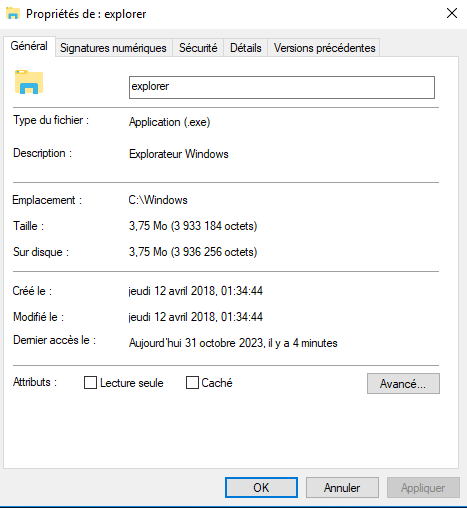 Propriétés de : explorer
Général Signatures numériques Sécurité Détails Versions précédentes
explorer
Type du fichier : Application (.exe)
Description : Explorateur Windows
Emplacement : C:\Windows
Taille : 3,75 Mo (3 933 184 octets)
Sur disque : 3,75 Mo (3 936 256 octets)
Créé le : jeudi 12 avril 2018, 01:34:44
Modifié le : jeudi 12 avril 2018, 01:34:44
Dernier accès le : Aujourd'hui 31 octobre 2023, il y a 4 minutes
Attributs : Lecture seule Caché Avancé...
OK Annuler Appliquer